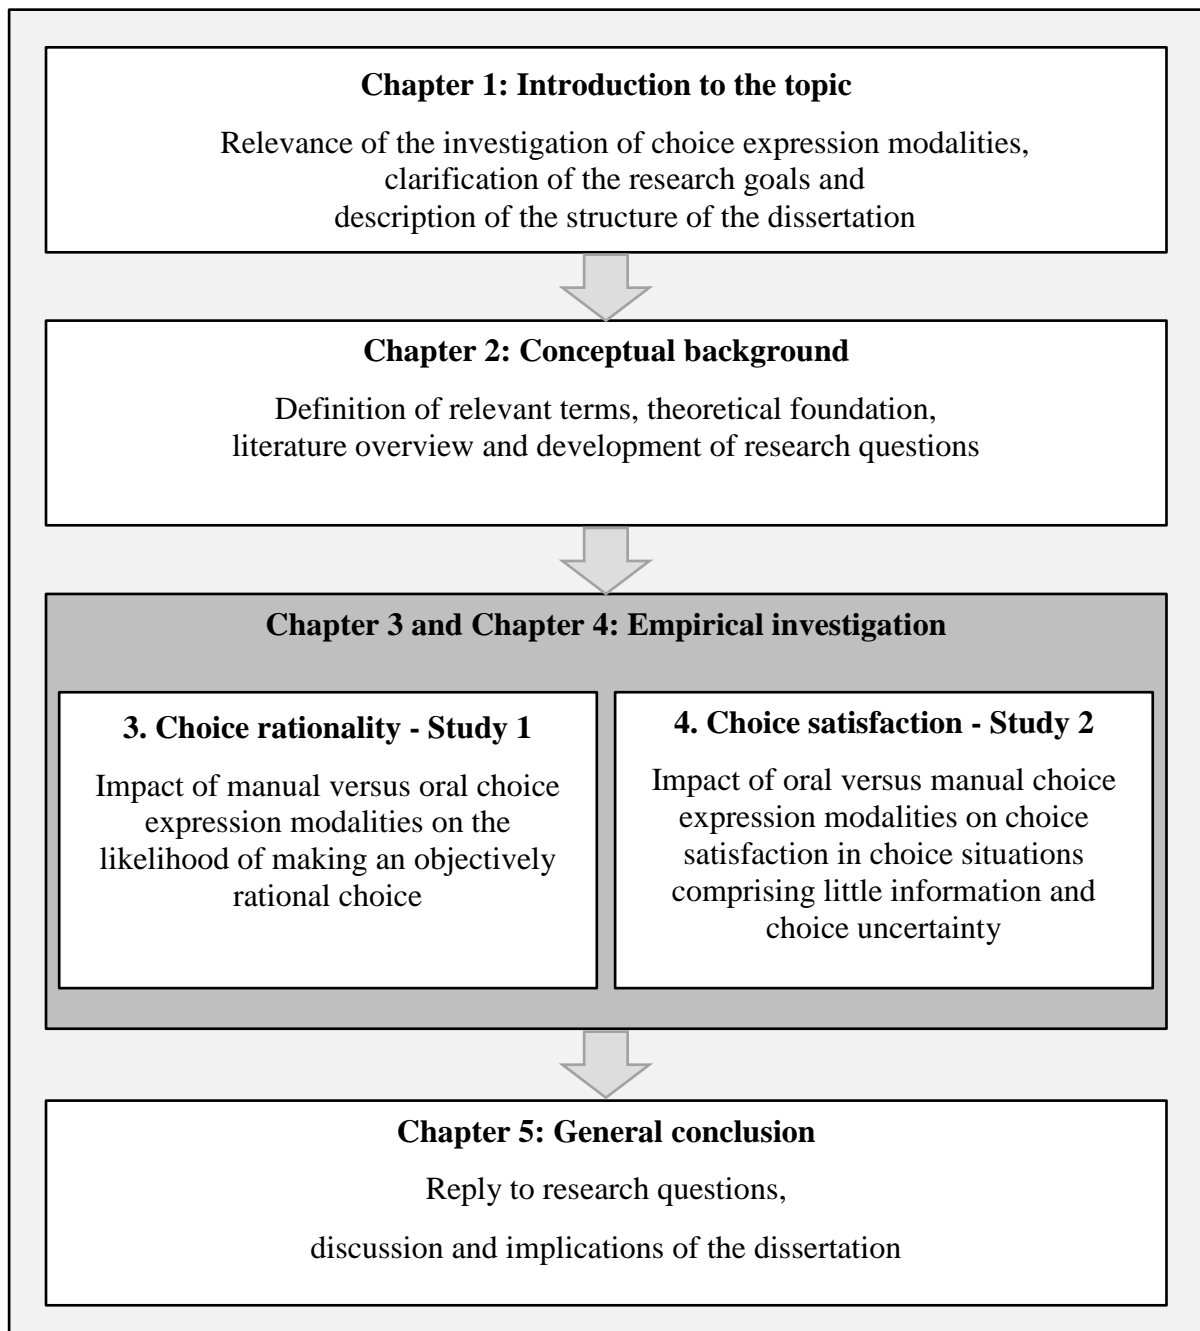 Chapter 1: Introduction to the topic
Relevance of the investigation of choice expression modalities,
clarification of the research goals and
description of the structure of the dissertation
Chapter 2: Conceptual background
Definition of relevant terms, theoretical foundation,
literature overview and development of research questions
Chapter 3 and Chapter 4: Empirical investigation
3. Choice rationality - Study 1
Impact of manual versus oral choice
expression modalities on the
likelihood of making an objectively
rational choice
4. Choice satisfaction - Study 2
Impact of oral versus manual choice
expression modalities on choice
satisfaction in choice situations
comprising little information and
choice uncertainty
Chapter 5: General conclusion
Reply to research questions,
discussion and implications of the dissertation